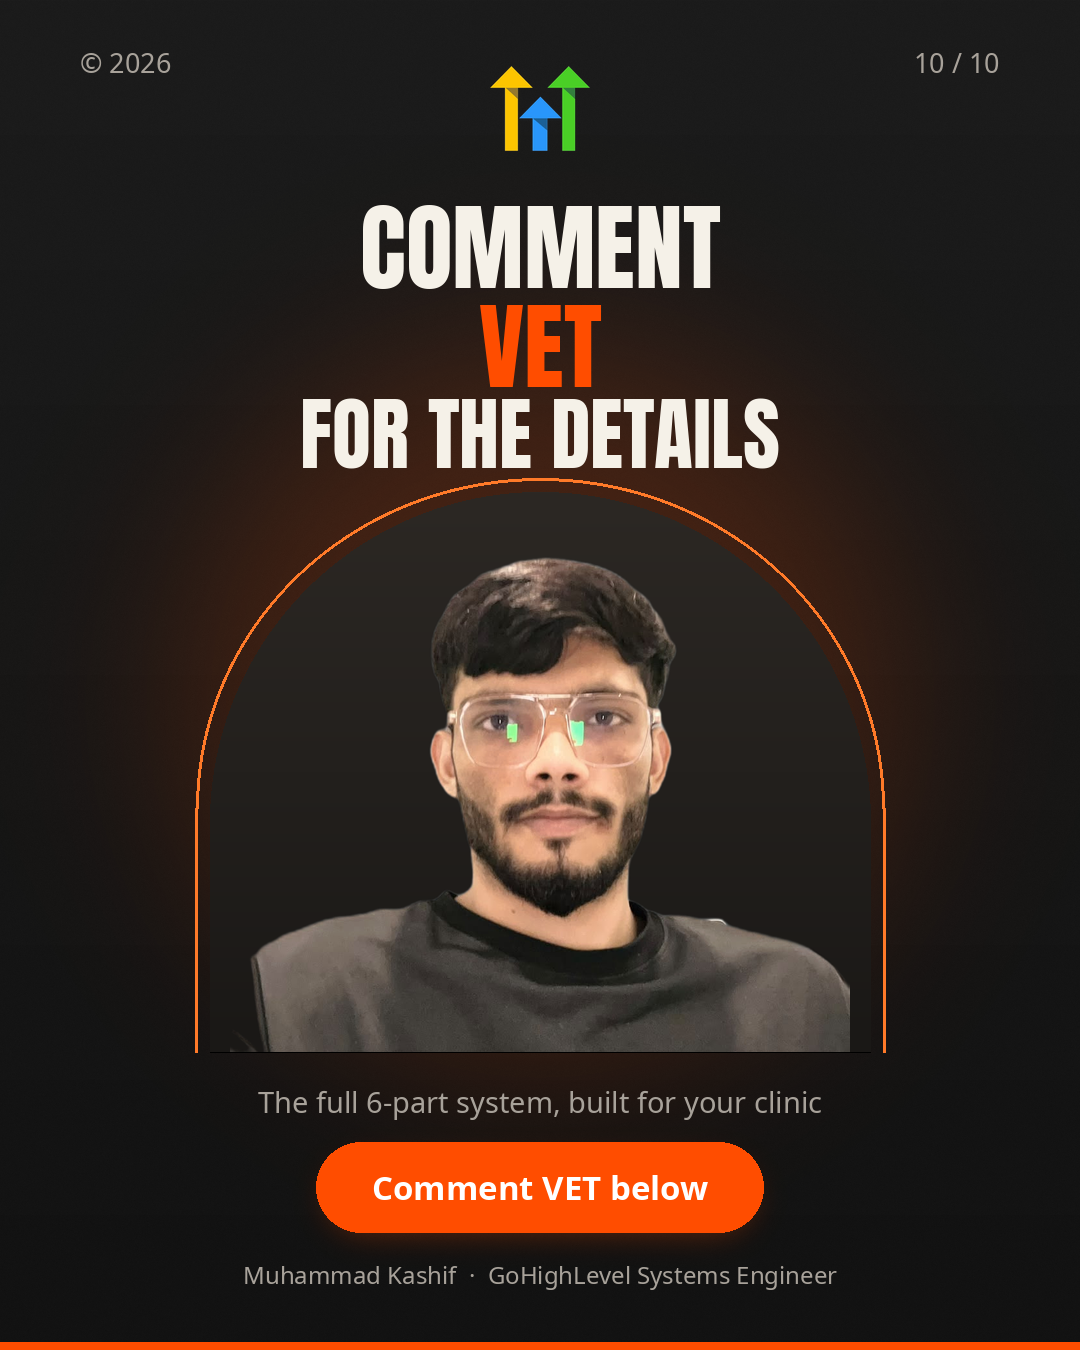 © 2026
10 / 10
COMMENT
VET
FOR THE DETAILS
The full 6-part system, built for your clinic
Comment VET below
Muhammad Kashif · GoHighLevel Systems Engineer